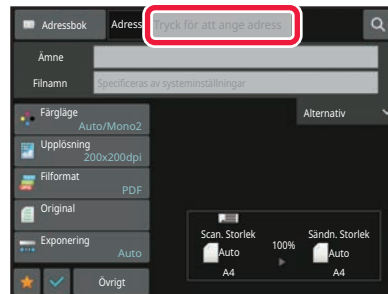 Adressbok Adress Tryck för att ange adress
Ämne
Filnamn Specificeras av systeminställningar
Färgläge
Auto/Mono2
Alternativ
Upplösning
200x200dpi
Filformat
PDF
Original
Exponering
Auto
Övrigt
Scan. Storlek
Auto
A4
100%
Sändn. Storlek
Auto
A4